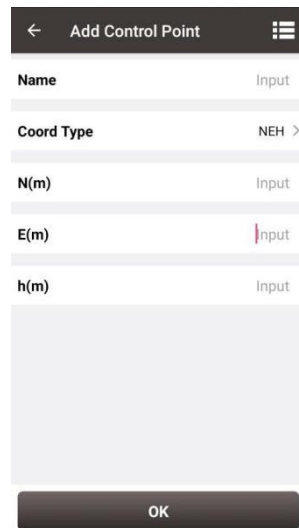 Add Control Point
Name Input
Coord Type NEH
N(m) Input
E(m) Input
h(m) Input
OK